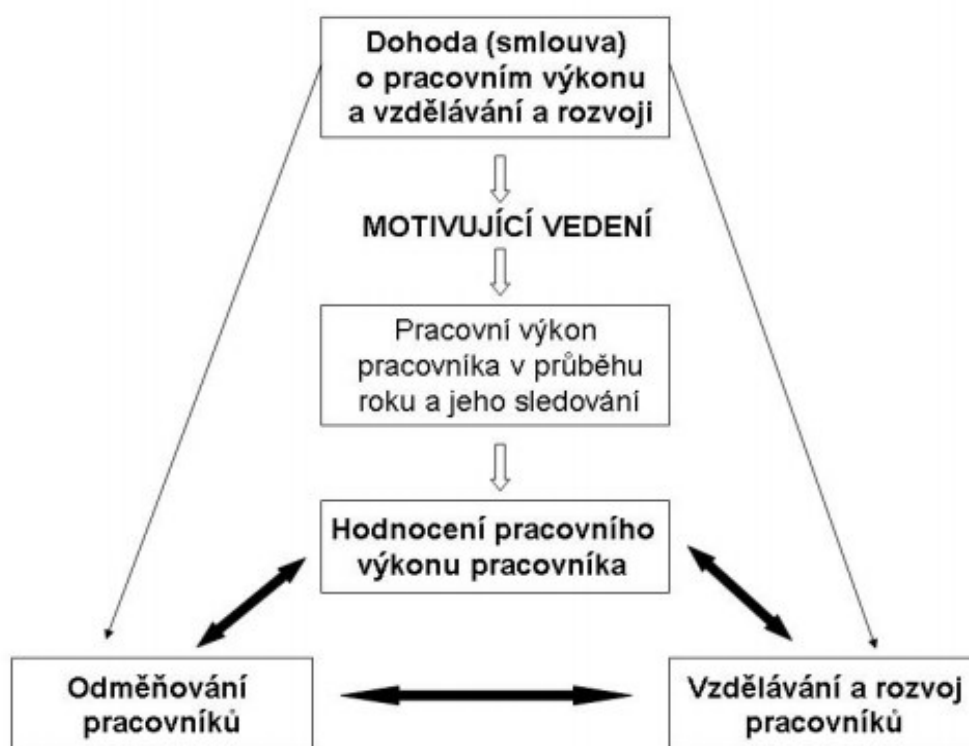 Dohoda (smlouva)
o pracovním výkonu
a vzdělávání a rozvoji
MOTIVUJÍCÍ VEDENÍ
Pracovní výkon
pracovníka v průběhu
roku a jeho sledování
Hodnocení pracovního
výkonu pracovníka
Odměňování
pracovníků
Vzdělávání a rozvoj
pracovníků